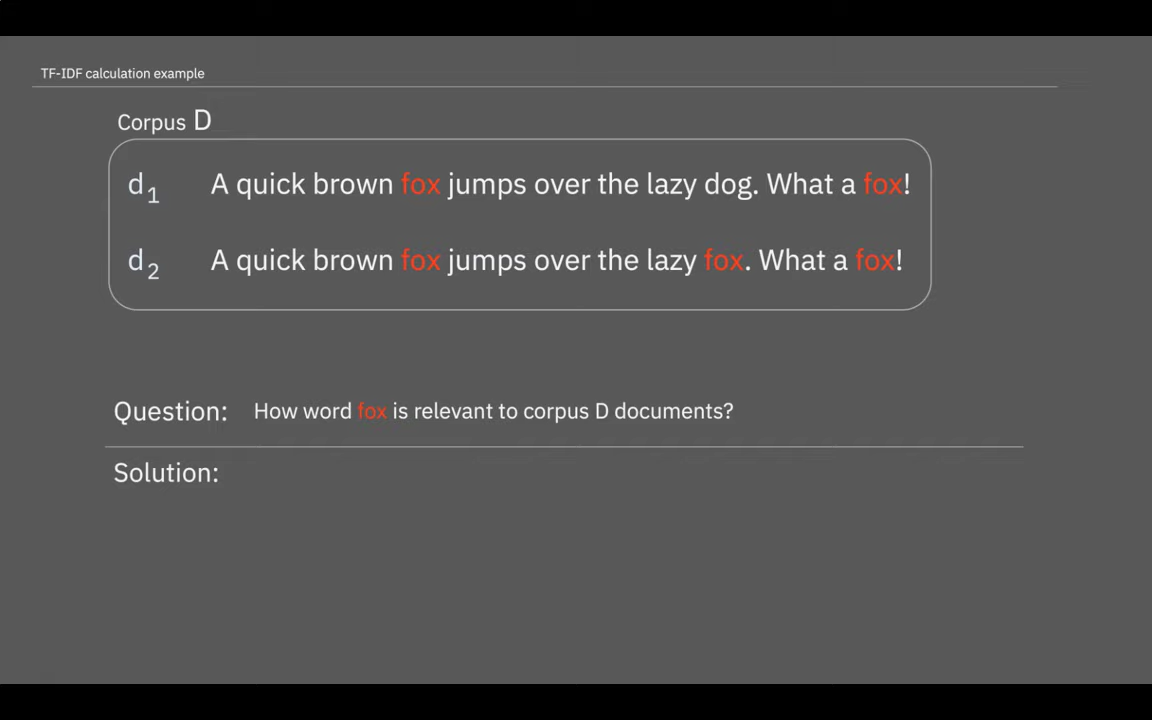 TF-IDF calculation example
Corpus D
d1 A quick brown fox jumps over the lazy dog. What a fox!
d2 A quick brown fox jumps over the lazy fox. What a fox!
Question: How word fox is relevant to corpus D documents?
Solution: